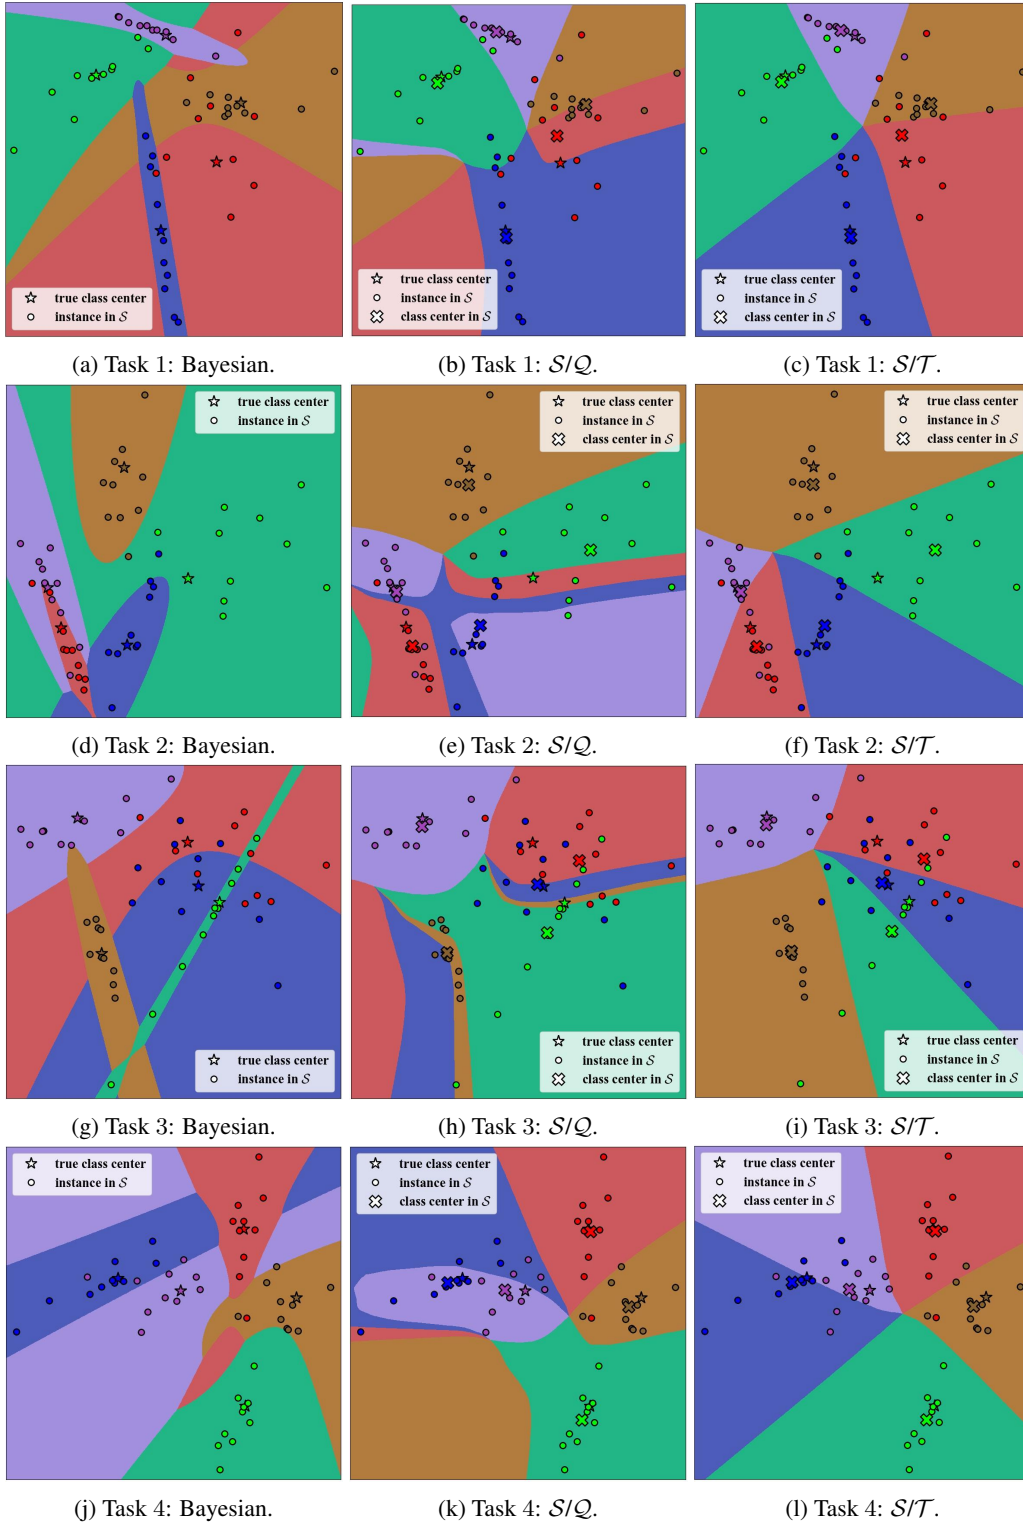 true class center
instance in S
true class center
instance in S
class center in S
true class center
instance in S
class center in S
(a) Task 1: Bayesian.
(b) Task 1: S/Q.
(c) Task 1: S/T.
true class center
instance in S
true class center
instance in S
class center in S
true class center
instance in S
class center in S
(d) Task 2: Bayesian.
(e) Task 2: S/Q.
(f) Task 2: S/T.
true class center
instance in S
true class center
instance in S
class center in S
true class center
instance in S
class center in S
(g) Task 3: Bayesian.
(h) Task 3: S/Q.
(i) Task 3: S/T.
true class center
instance in S
true class center
instance in S
class center in S
true class center
instance in S
class center in S
(j) Task 4: Bayesian.
(k) Task 4: S/Q.
(l) Task 4: S/T.